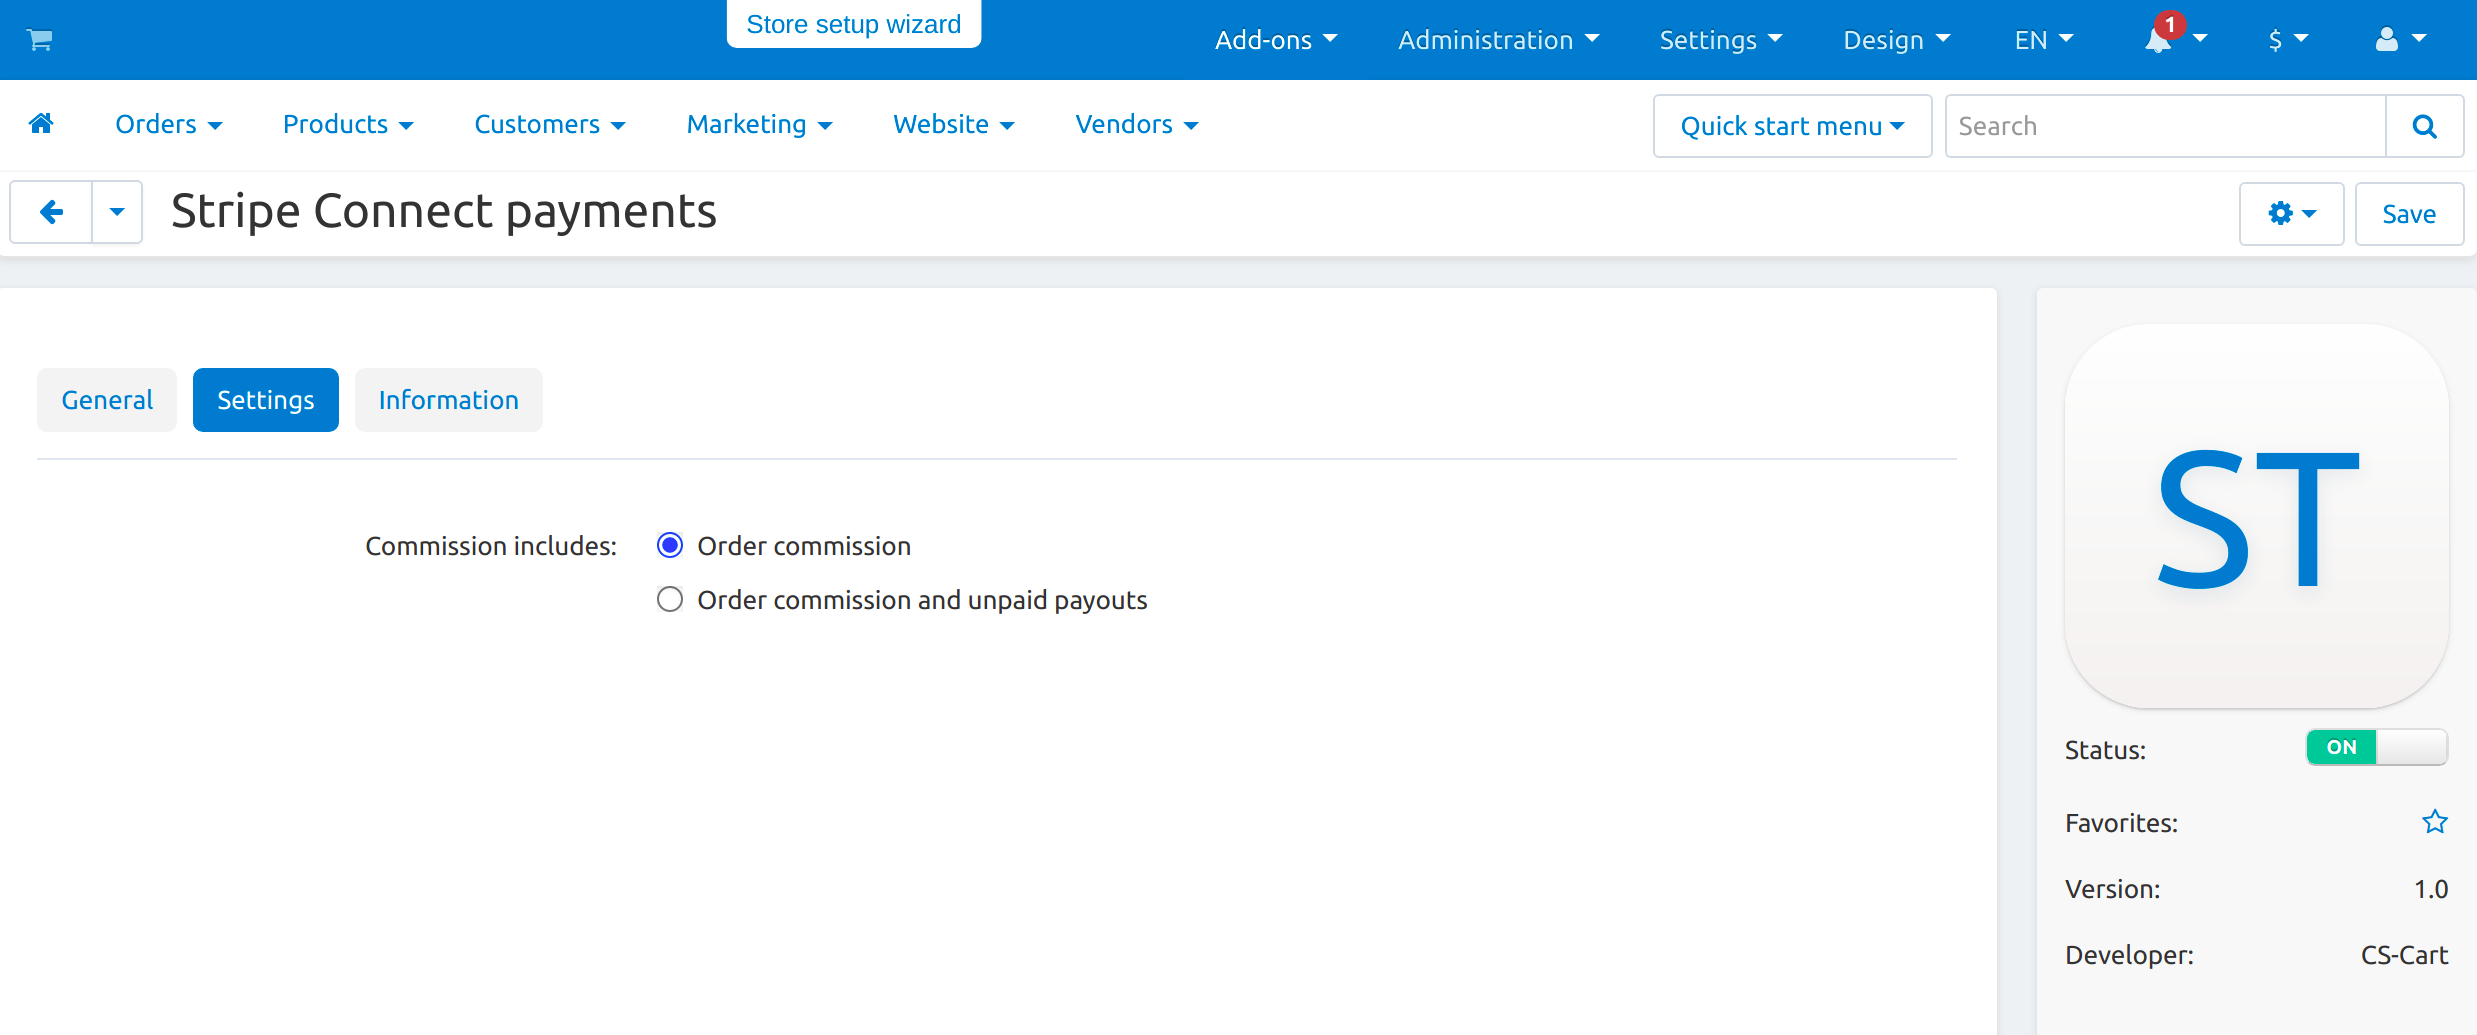 Store setup wizard
Add-ons Administration Settings Design EN 1 $
Orders Products Customers Marketing Website Vendors Quick start menu Search
Stripe Connect payments Save
General Settings Information
Commission includes: Order commission
Order commission and unpaid payouts
ST
Status: ON
Favorites:
Version: 1.0
Developer: CS-Cart